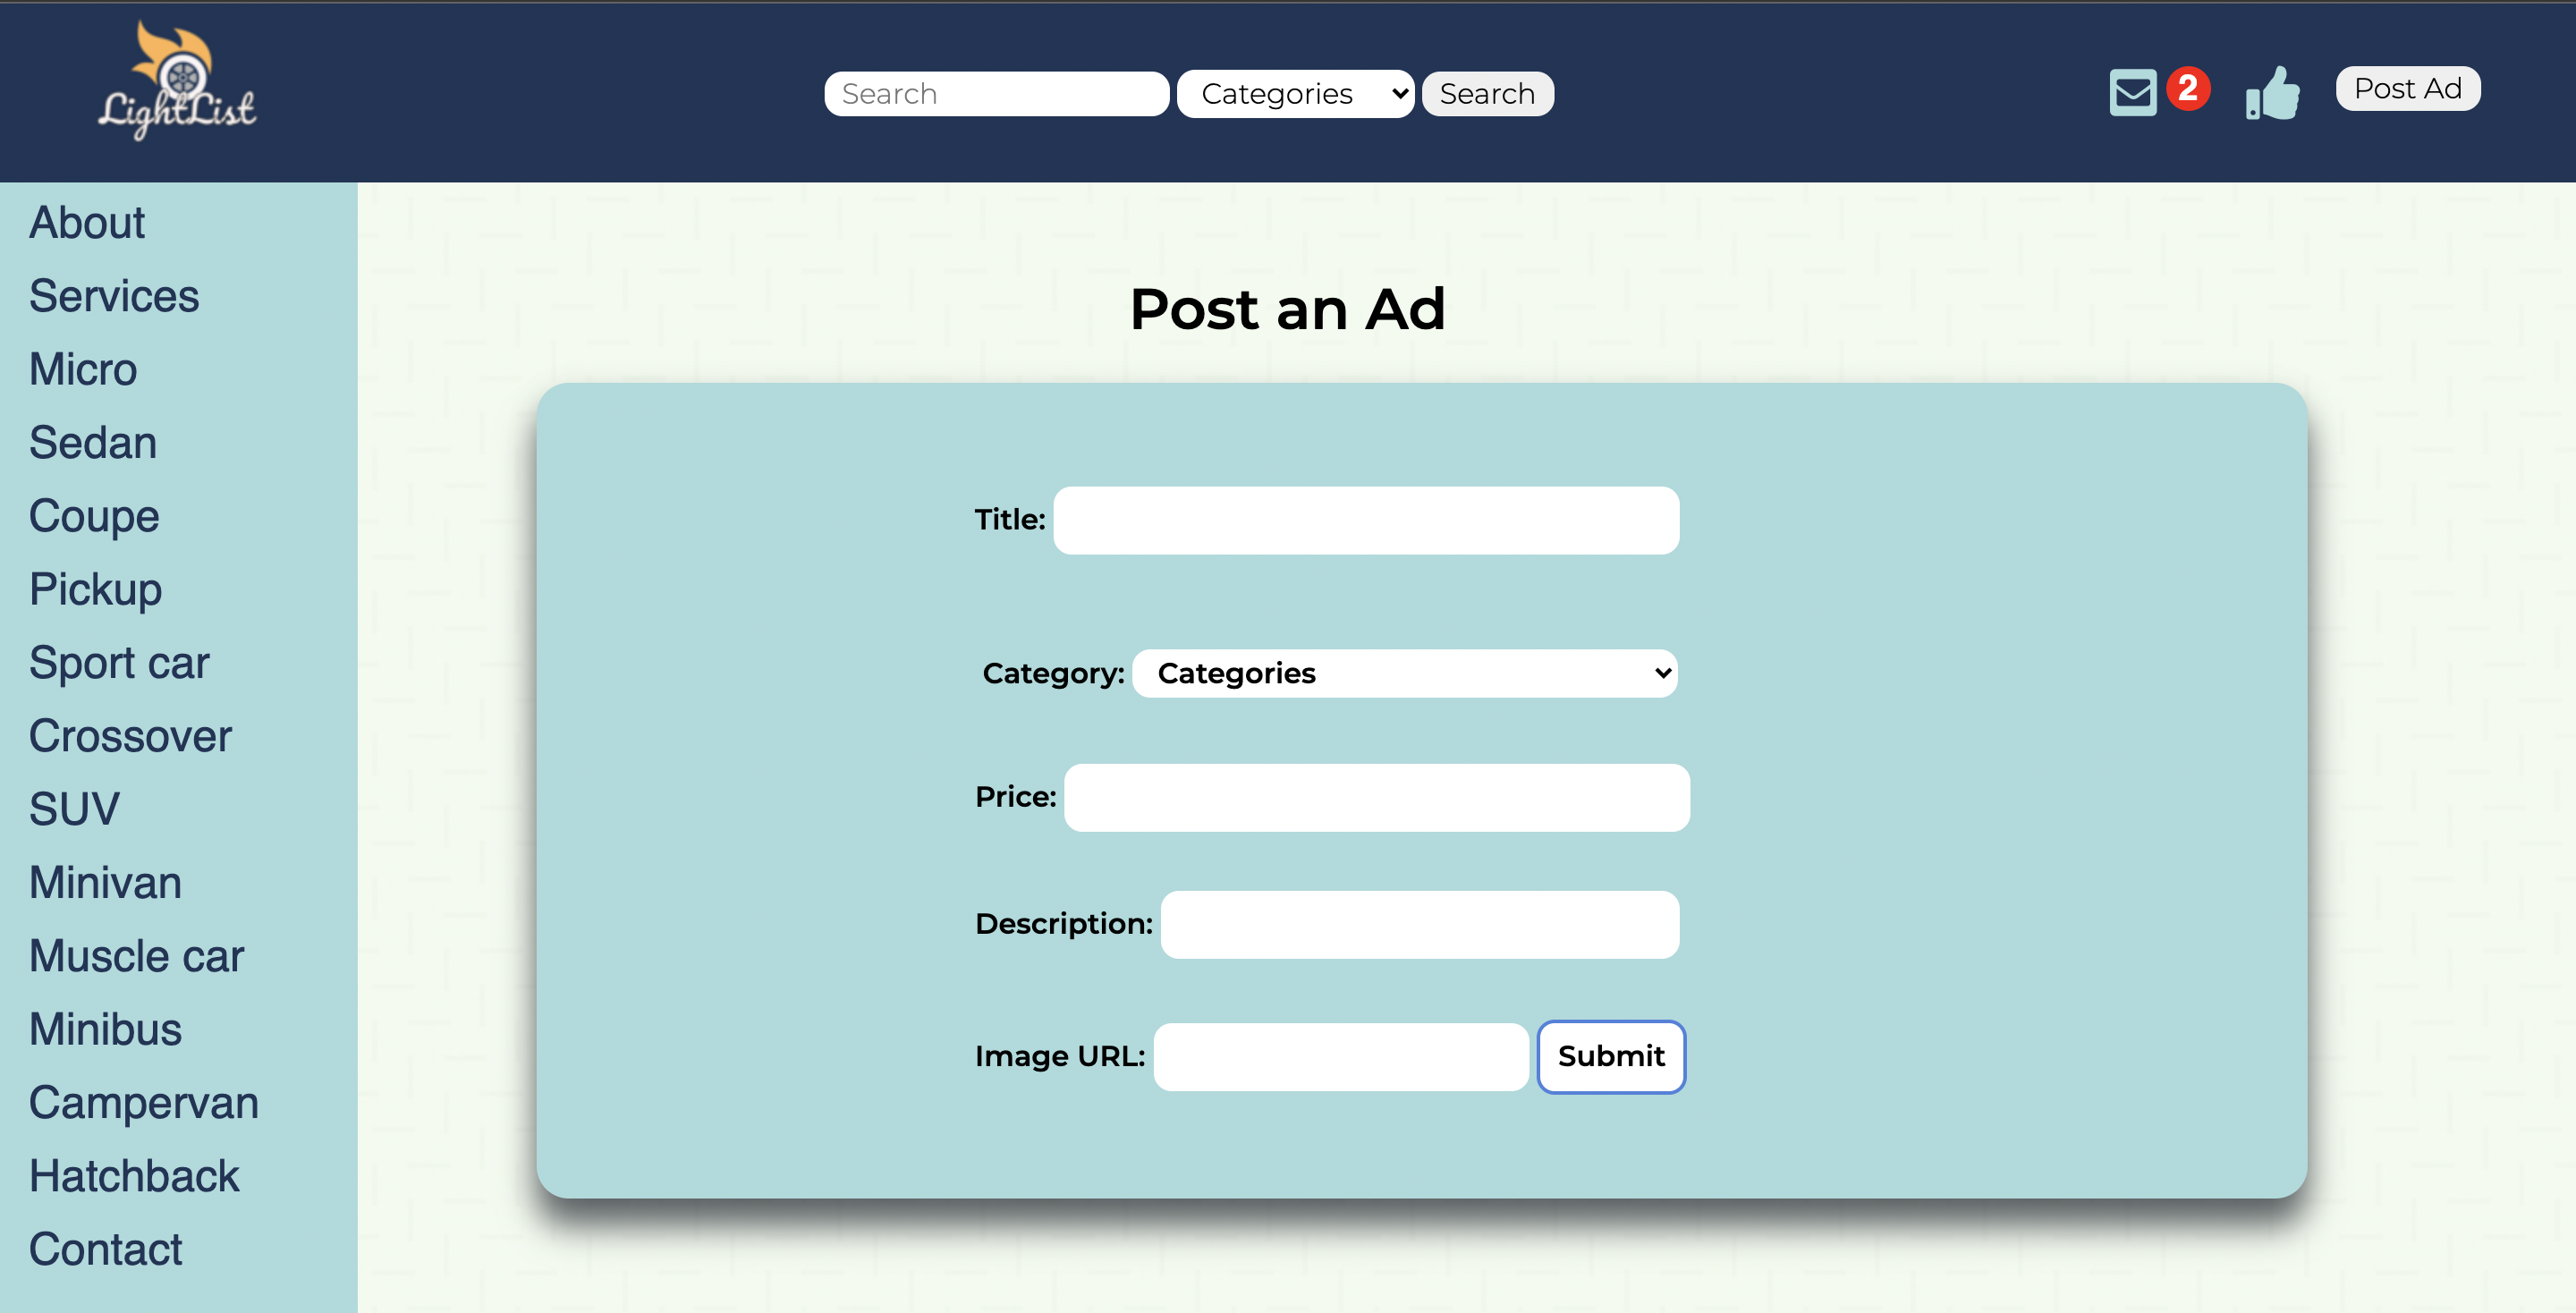 LightList
Search Categories Search 2 Post Ad
About
Services
Micro
Sedan
Coupe
Pickup
Sport car
Crossover
SUV
Minivan
Muscle car
Minibus
Campervan
Hatchback
Contact
Post an Ad
Title:
Category: Categories
Price:
Description:
Image URL: Submit